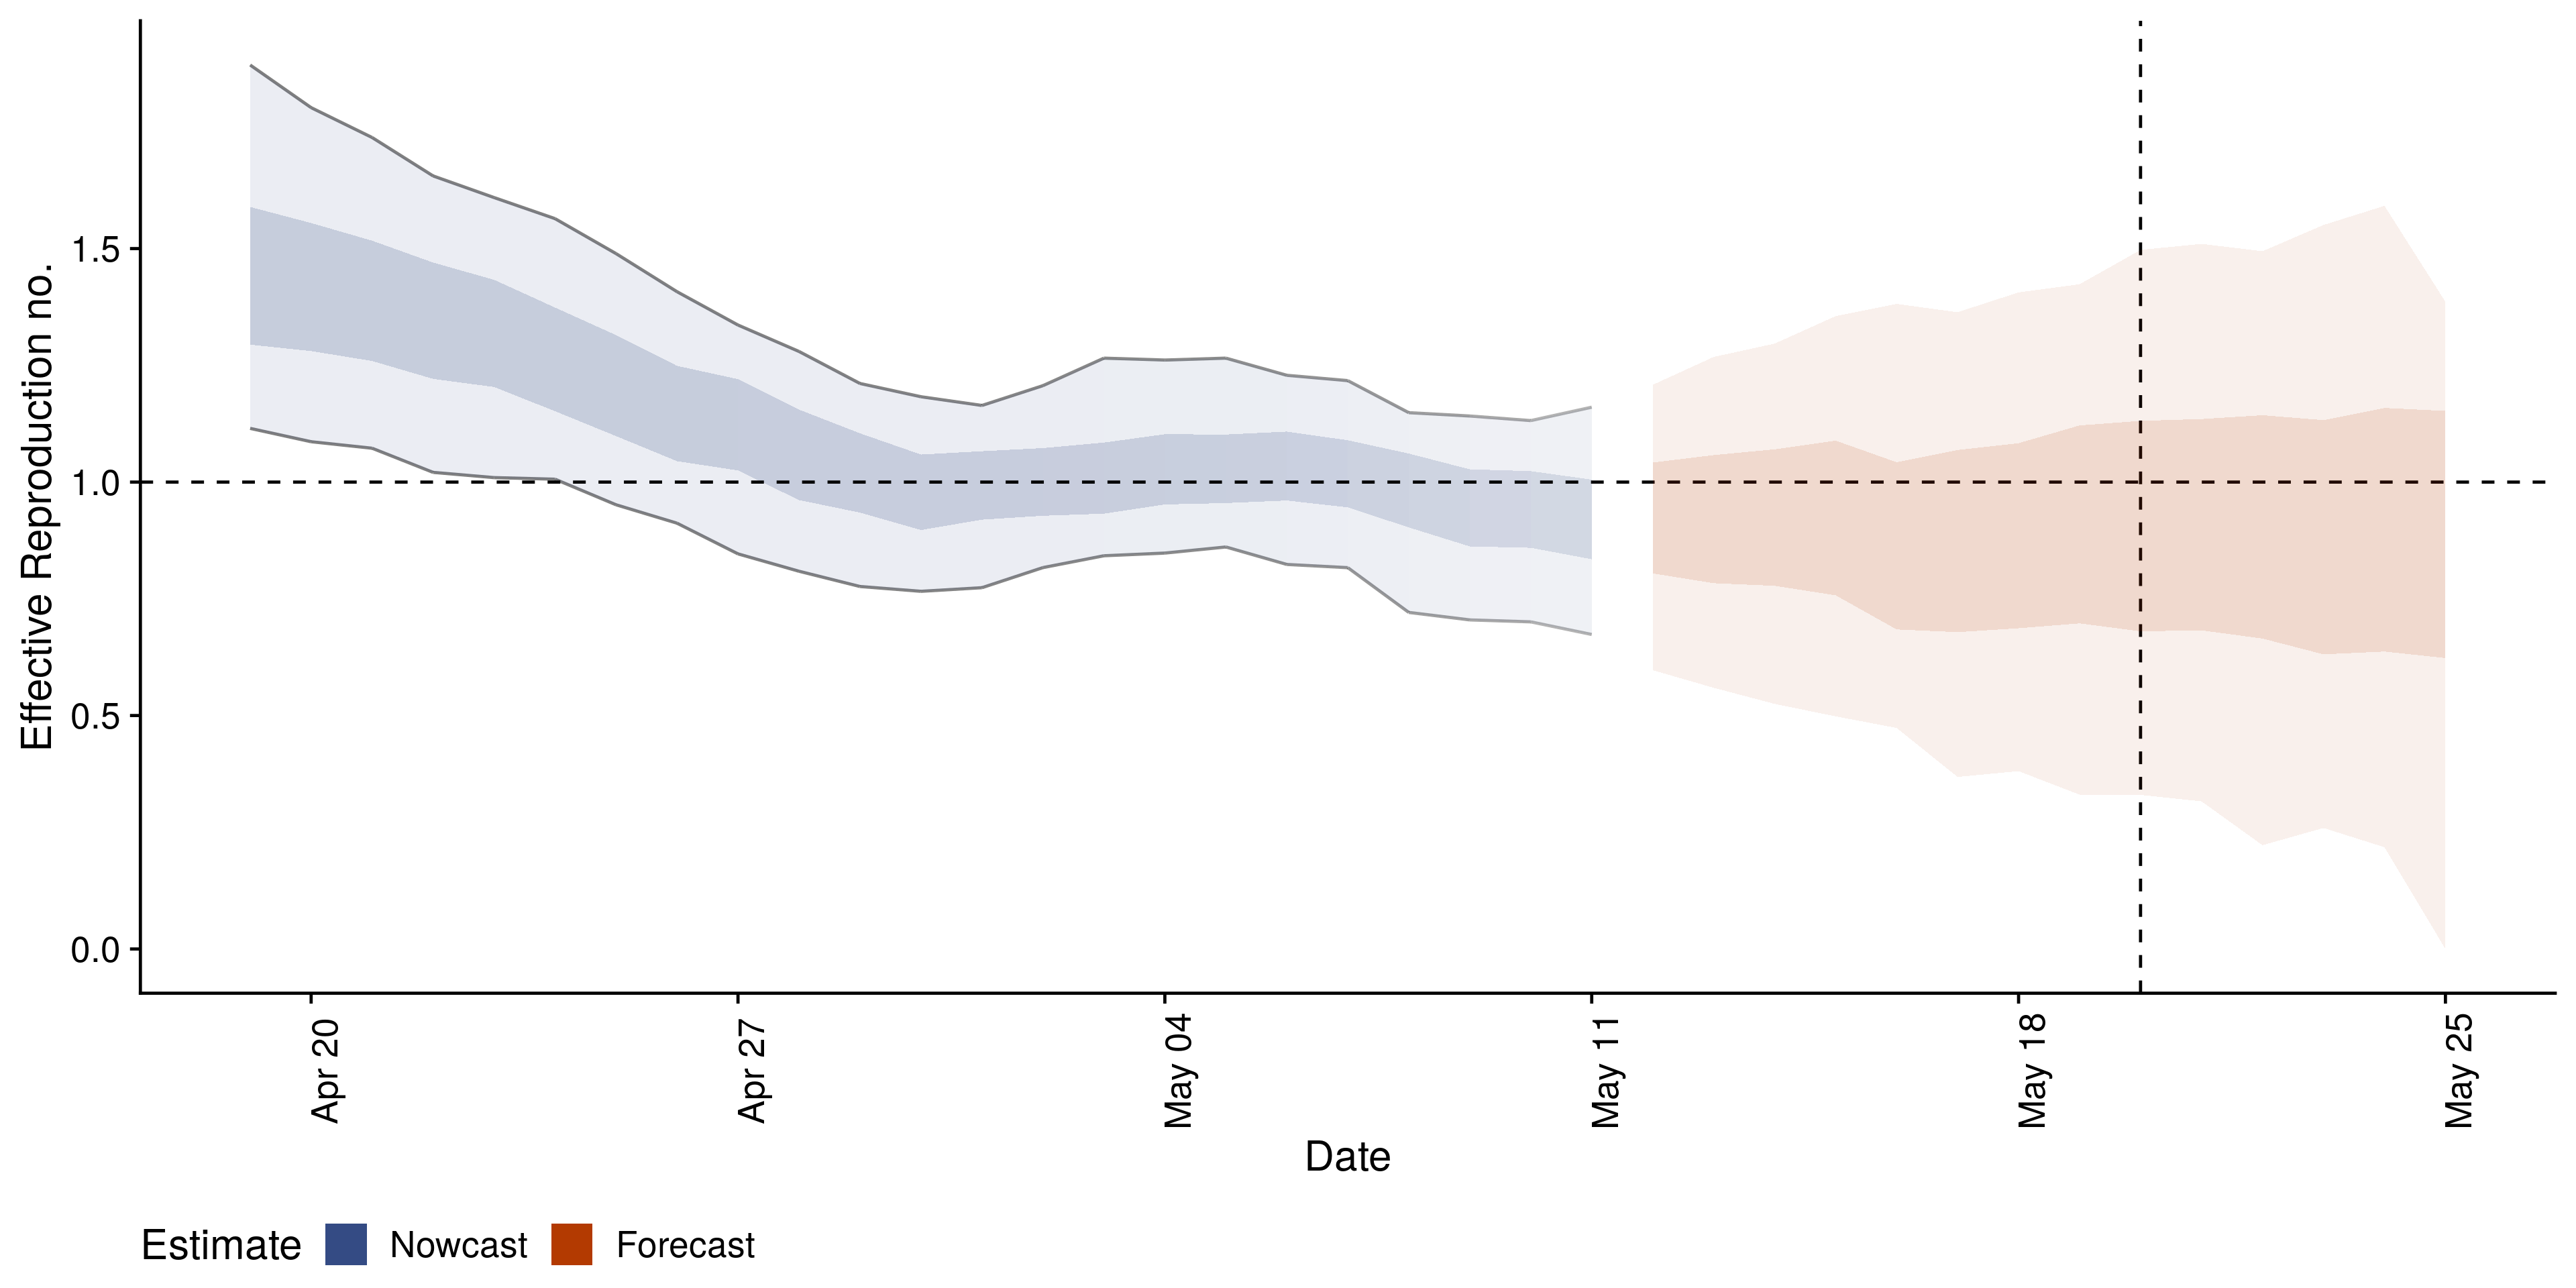 Effective Reproduction no.
1.5
1.0
0.5
0.0
Apr 20
Apr 27
May 04
May 11
May 18
May 25
Date
Estimate Nowcast Forecast